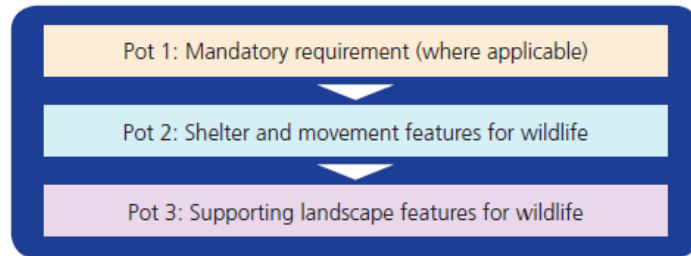 Pot 1: Mandatory requirement (where applicable)
Pot 2: Shelter and movement features for wildlife
Pot 3: Supporting landscape features for wildlife